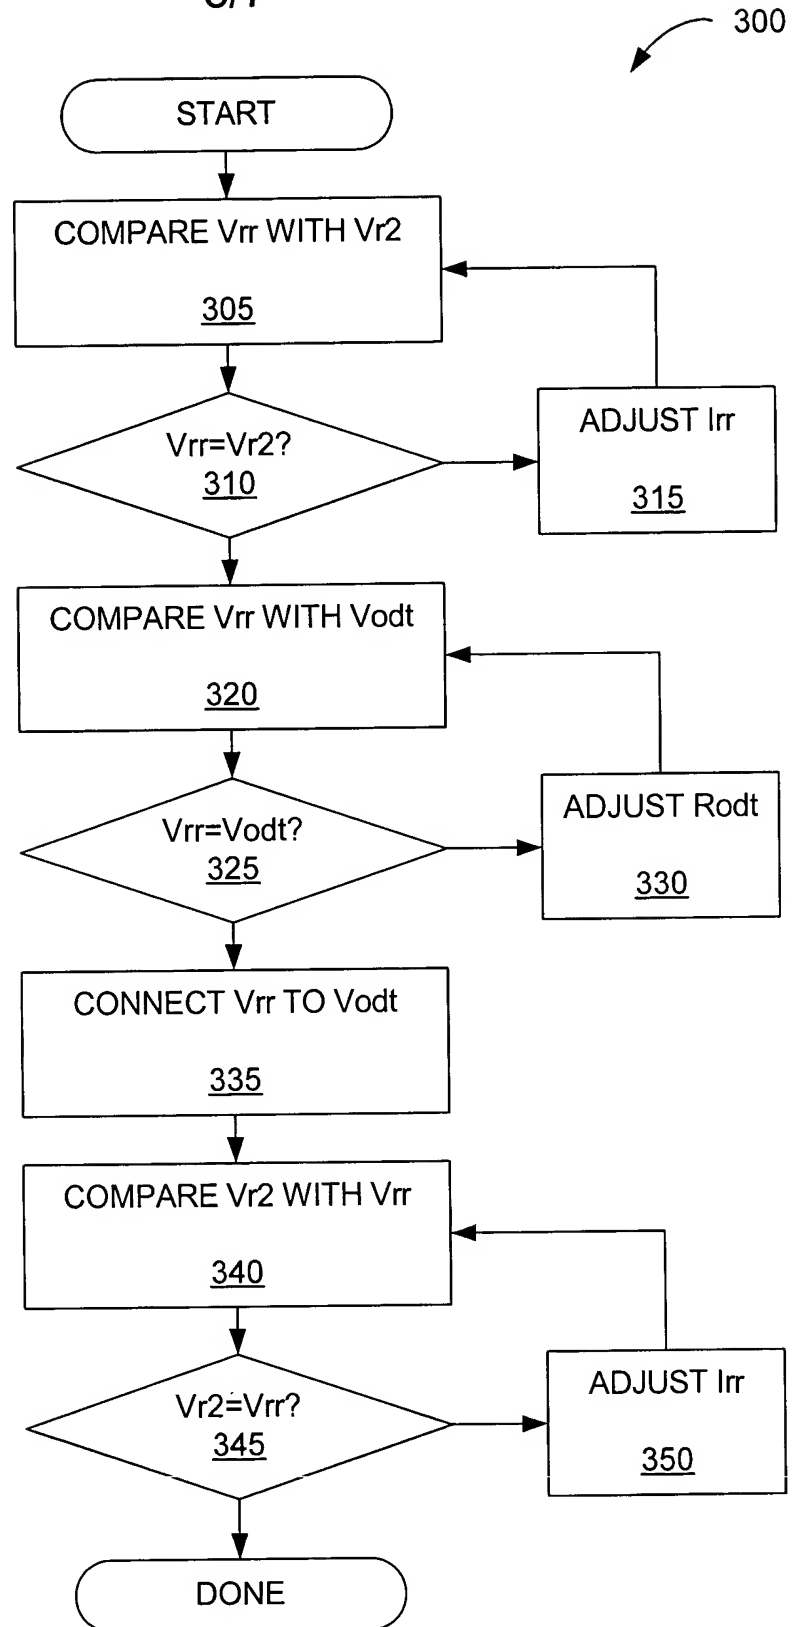 300
START
COMPARE Vrr WITH Vr2
305
Vrr=Vr2?
310
ADJUST Irr
315
COMPARE Vrr WITH Vodt
320
Vrr=Vodt?
325
ADJUST Rodt
330
CONNECT Vrr TO Vodt
335
COMPARE Vr2 WITH Vrr
340
Vr2=Vrr?
345
ADJUST Irr
350
DONE